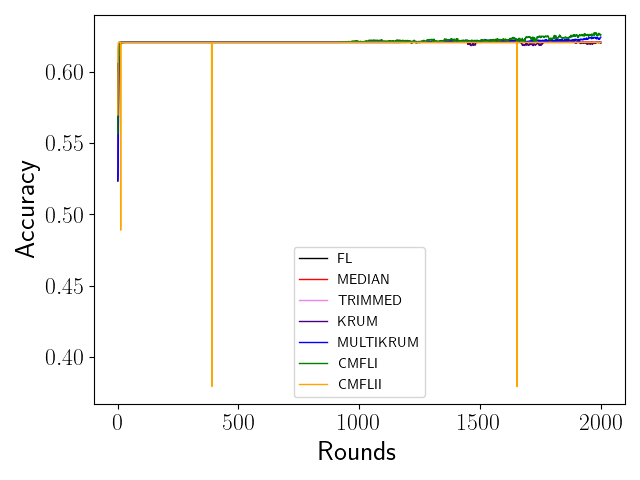 0.60
0.55
0.50
0.45
0.40
Accuracy
FL
MEDIAN
TRIMMED
KRUM
MULTIKRUM
CMFLI
CMFLII
0 500 1000 1500 2000
Rounds